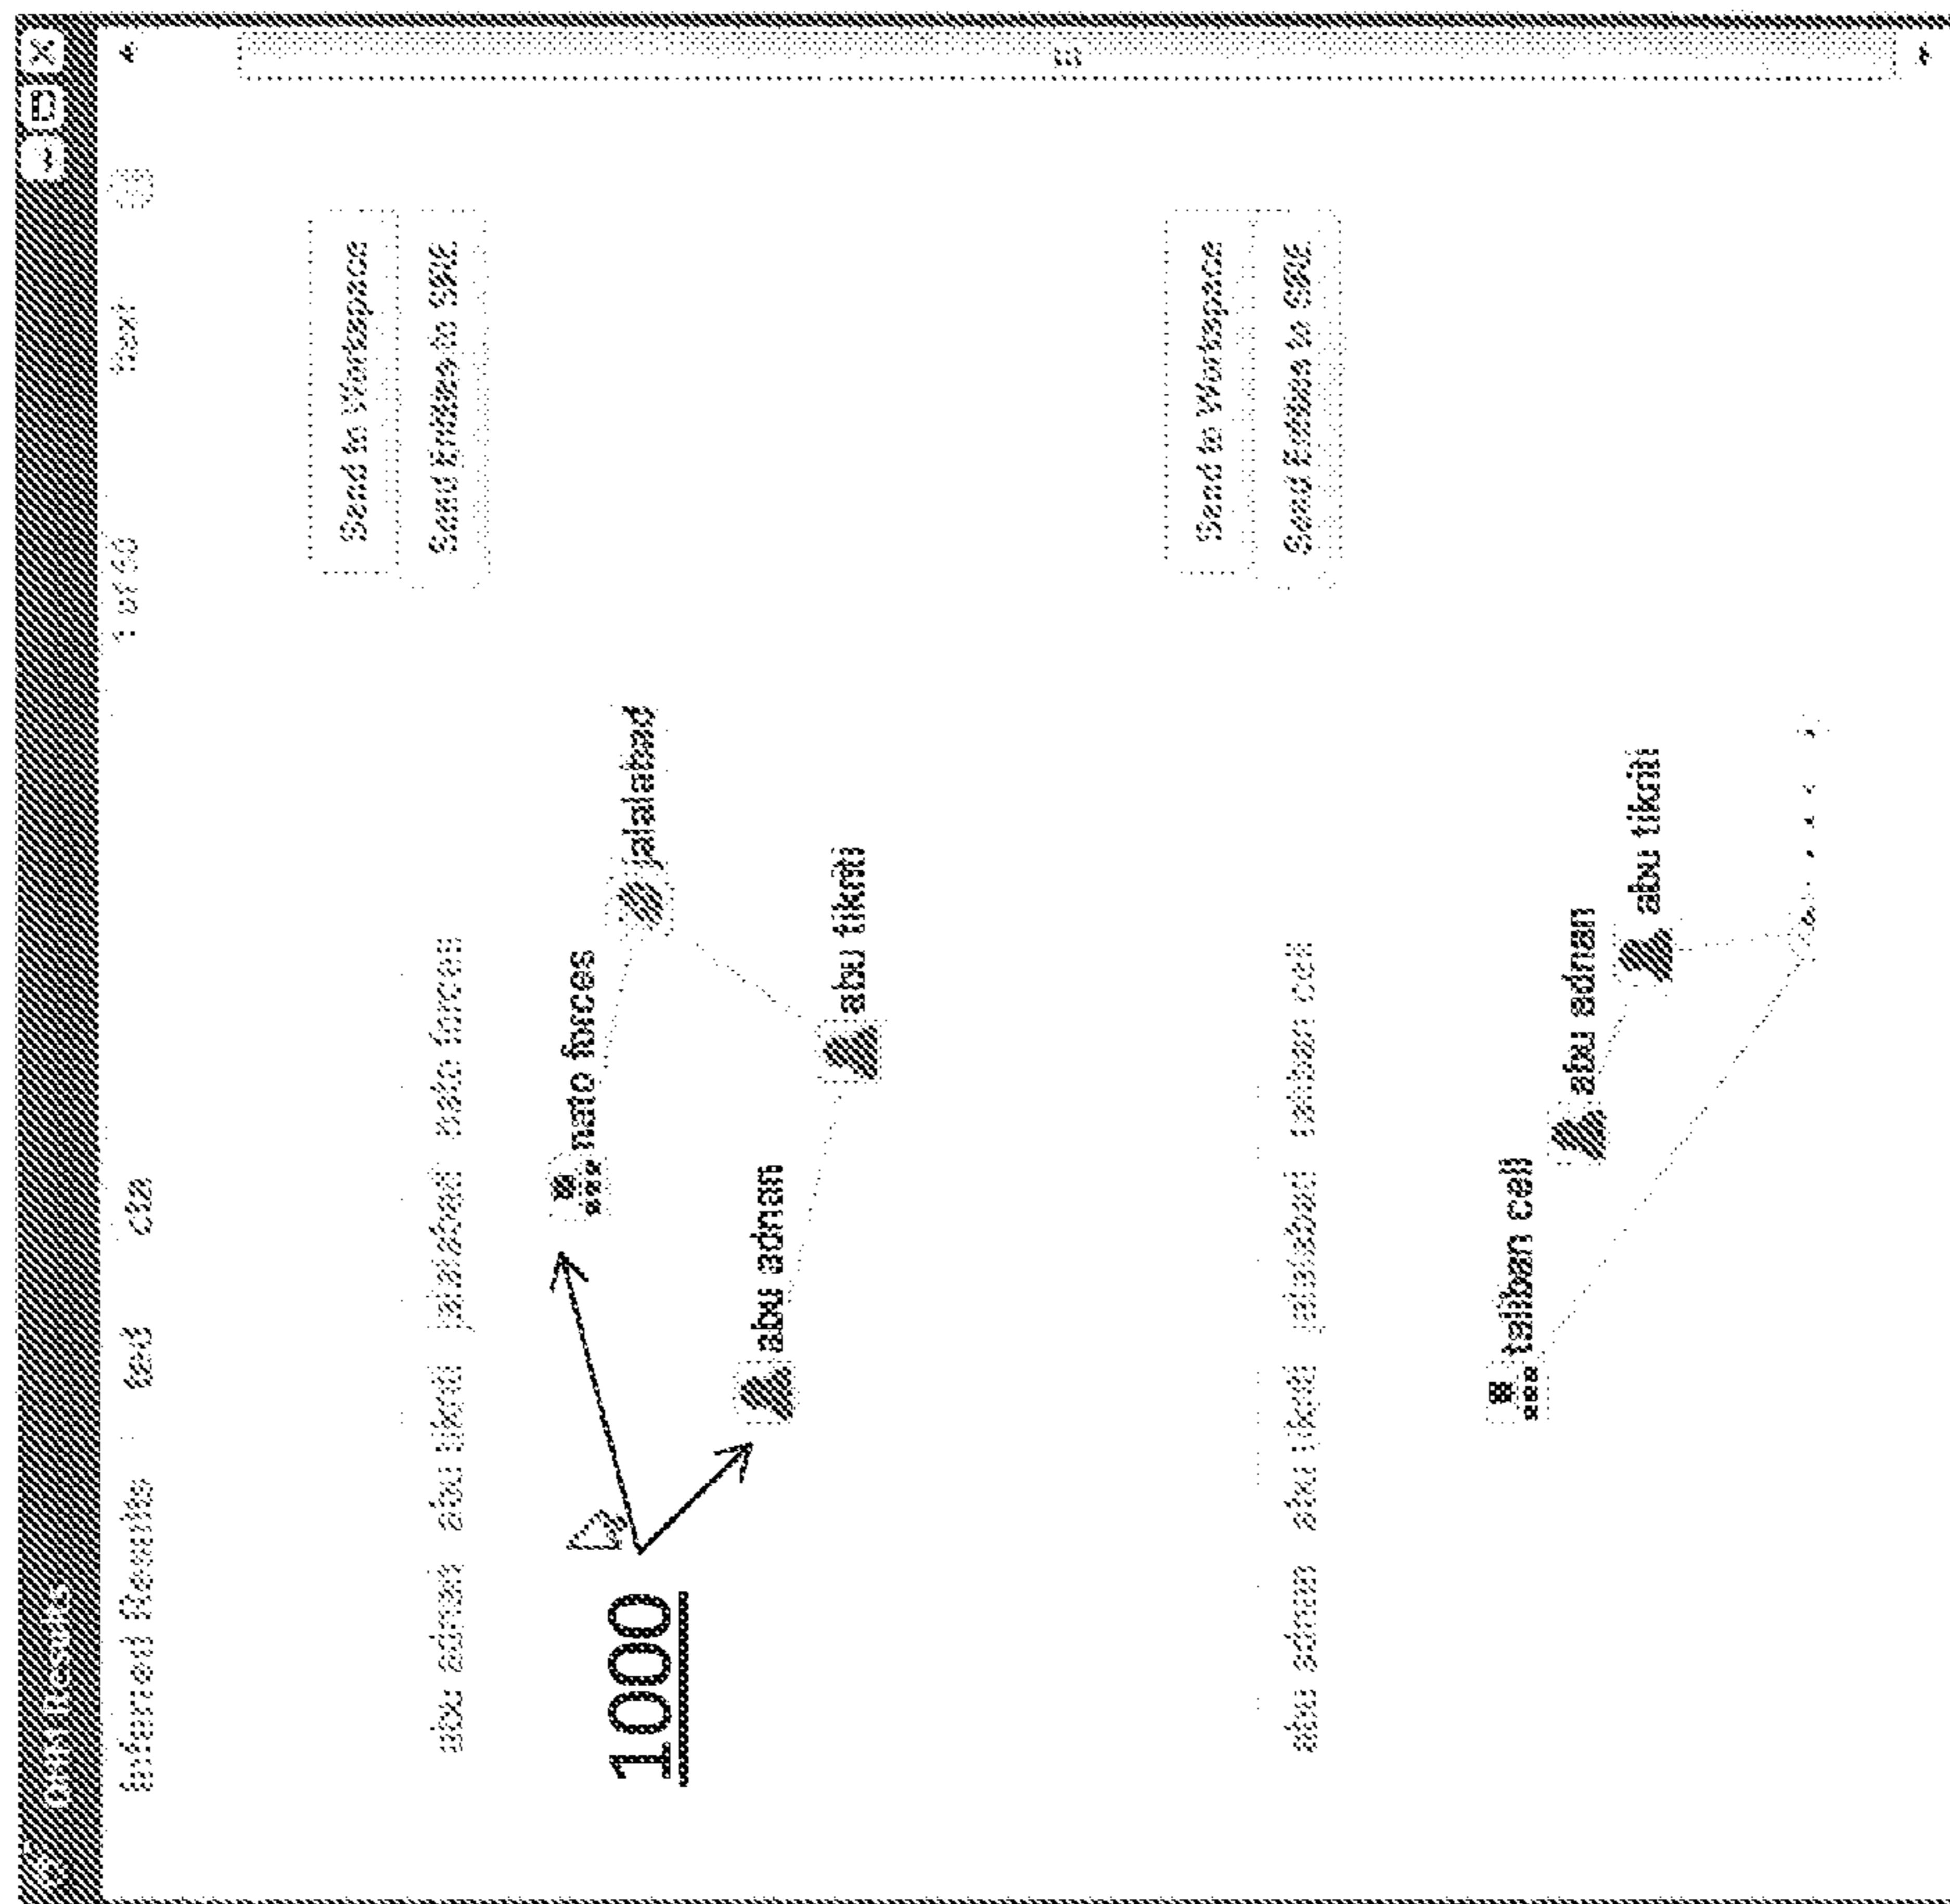 Results
Inferred Results
1 of 50
Next
abu adnan abu tikriti jalalabad nato forces
Send to Workspace
Send Entities to
nato forces
jalalabad
1000
abu adnan
abu tikriti
abu adnan abu tikriti jalalabad taliban cell
Send to Workspace
Send Entities to
taliban cell
abu adnan
abu tikriti